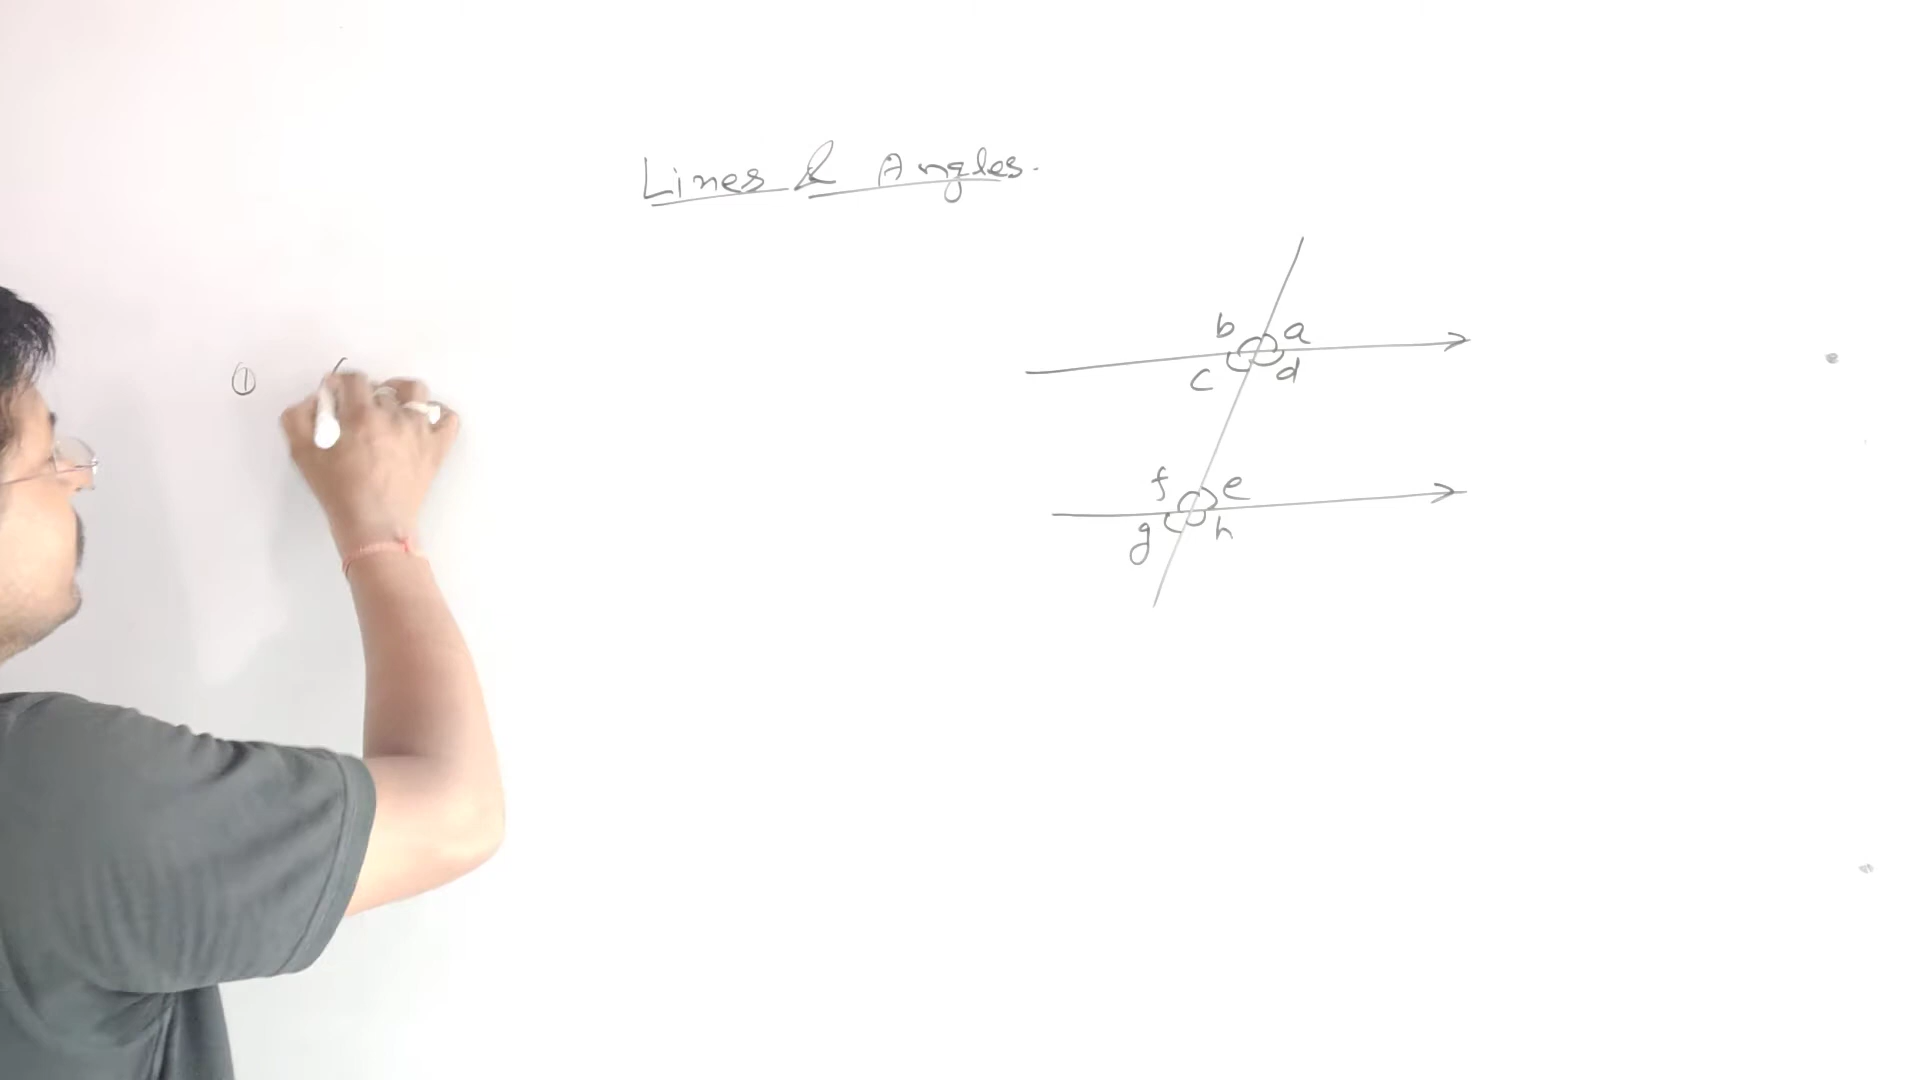 Lines & Angles.
b a
c d
①
f e
g h